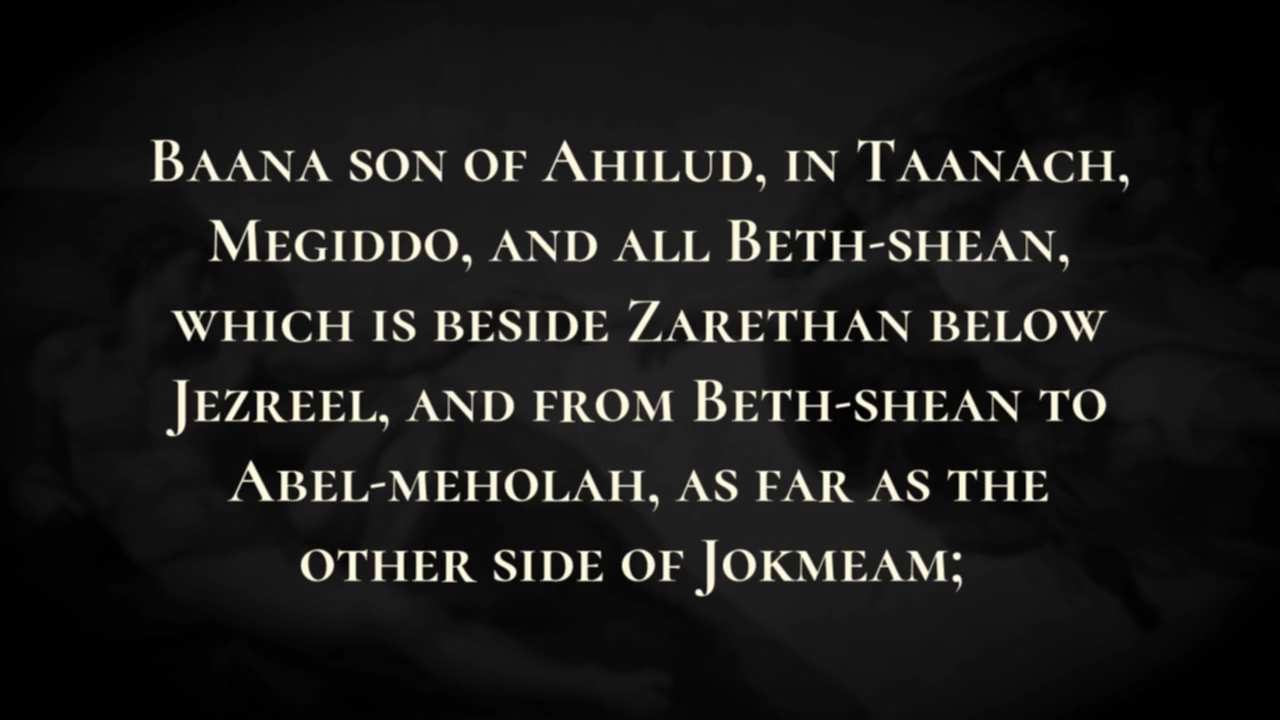 Baana son of Ahilud, in Taanach,
Megiddo, and all Beth-shean,
which is beside Zarethan below
Jezreel, and from Beth-shean to
Abel-meholah, as far as the
other side of Jokmeam;